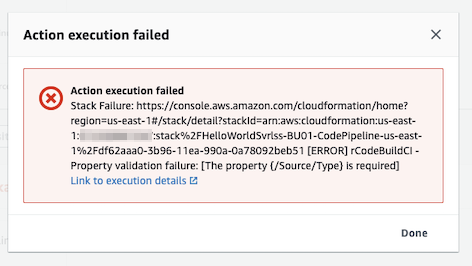 Action execution failed
Action execution failed
Stack Failure: https://console.aws.amazon.com/cloudformation/home?
region=us-east-1#/stack/detail?stackId=arn:aws:cloudformation:us-east-
1: :stack%2FHelloWorldSvrlss-BU01-CodePipeline-us-east-
1%2Fdf62aaa0-3b96-11ea-990a-0a78092beb51 [ERROR] rCodeBuildCI -
Property validation failure: [The property {/Source/Type} is required]
Link to execution details
Done